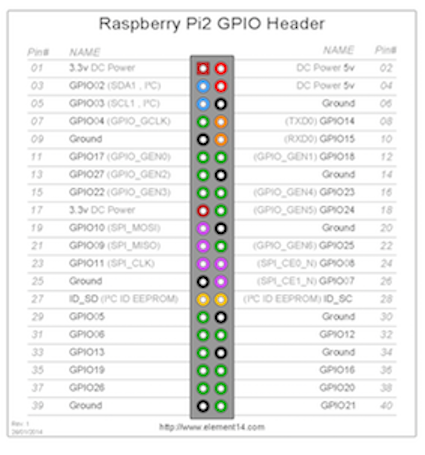 Raspberry Pi2 GPIO Header
Pin# NAME NAME Pin#
01 3.3v DC Power DC Power 5v 02
03 GPIO02 (SDA1 , I²C) DC Power 5v 04
05 GPIO03 (SCL1 , I²C) Ground 06
07 GPIO04 (GPIO_GCLK) (TXD0) GPIO14 08
09 Ground (RXD0) GPIO15 10
11 GPIO17 (GPIO_GEN0) (GPIO_GEN1) GPIO18 12
13 GPIO27 (GPIO_GEN2) Ground 14
15 GPIO22 (GPIO_GEN3) (GPIO_GEN4) GPIO23 16
17 3.3v DC Power (GPIO_GEN5) GPIO24 18
19 GPIO10 (SPI_MOSI) Ground 20
21 GPIO09 (SPI_MISO) (GPIO_GEN6) GPIO25 22
23 GPIO11 (SPI_CLK) (SPI_CE0_N) GPIO08 24
25 Ground (SPI_CE1_N) GPIO07 26
27 ID_SD (I²C ID EEPROM) (I²C ID EEPROM) ID_SC 28
29 GPIO05 Ground 30
31 GPIO06 GPIO12 32
33 GPIO13 Ground 34
35 GPIO19 GPIO16 36
37 GPIO26 GPIO20 38
39 Ground GPIO21 40
Rev. 1
http://www.element14.com